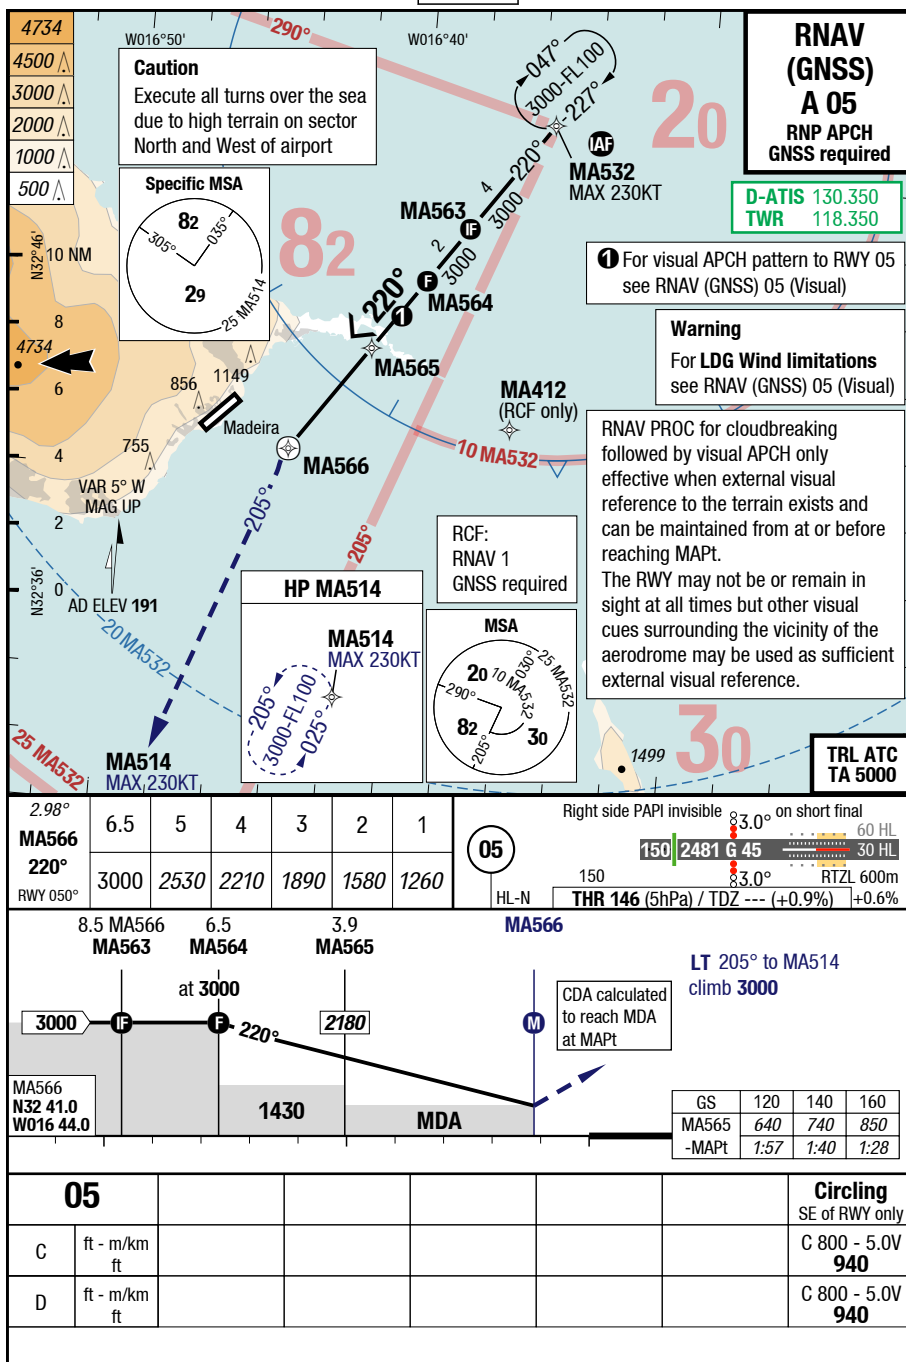 4734
4500
3000
2000
1000
500
W016°50'
W016°40'
290°
Caution
Execute all turns over the sea
due to high terrain on sector
North and West of airport
Specific MSA
82
305°
035°
29
25 MA514
82
20
047°
3000-FL100
227°
IAF
MA532
MAX 230KT
220°
4
3000
MA563
IF
2
3000
F
MA564
220°
1
MA565
RNAV
(GNSS)
A 05
RNP APCH
GNSS required
D-ATIS 130.350
TWR 118.350
1 For visual APCH pattern to RWY 05
see RNAV (GNSS) 05 (Visual)
Warning
For LDG Wind limitations
see RNAV (GNSS) 05 (Visual)
RNAV PROC for cloudbreaking
followed by visual APCH only
effective when external visual
reference to the terrain exists and
can be maintained from at or before
reaching MAPt.
The RWY may not be or remain in
sight at all times but other visual
cues surrounding the vicinity of the
aerodrome may be used as sufficient
external visual reference.
N32°46'
10 NM
8
4734
6
4
2
0
N32°36'
856
1149
755
Madeira
MA566
MA412
(RCF only)
10 MA532
VAR 5° W
MAG UP
AD ELEV 191
20 MA532
25 MA532
205°
205°
MA514
MAX 230KT
RCF:
RNAV 1
GNSS required
HP MA514
MA514
MAX 230KT
205°
3000-FL100
025°
MSA
20
10 MA532
030°
25 MA532
290°
82
205°
30
30
1499
TRL ATC
TA 5000
2.98°
MA566
220°
RWY 050°
6.5 5 4 3 2 1
3000 2530 2210 1890 1580 1260
05
HL-N
Right side PAPI invisible on short final
3.0°
60 HL
150 2481 G 45
30 HL
150
3.0°
RTZL 600m
THR 146 (5hPa) / TDZ --- (+0.9%)
+0.6%
8.5 MA566 6.5 3.9
MA563 MA564 MA565 MA566
at 3000
3000
IF
F
220°
2180
M
LT 205° to MA514
climb 3000
CDA calculated
to reach MDA
at MAPt
MA566
N32 41.0
W016 44.0
1430
MDA
GS 120 140 160
MA565 640 740 850
-MAPt 1:57 1:40 1:28
05
Circling
SE of RWY only
C
ft - m/km
ft
C 800 - 5.0V
940
D
ft - m/km
ft
C 800 - 5.0V
940